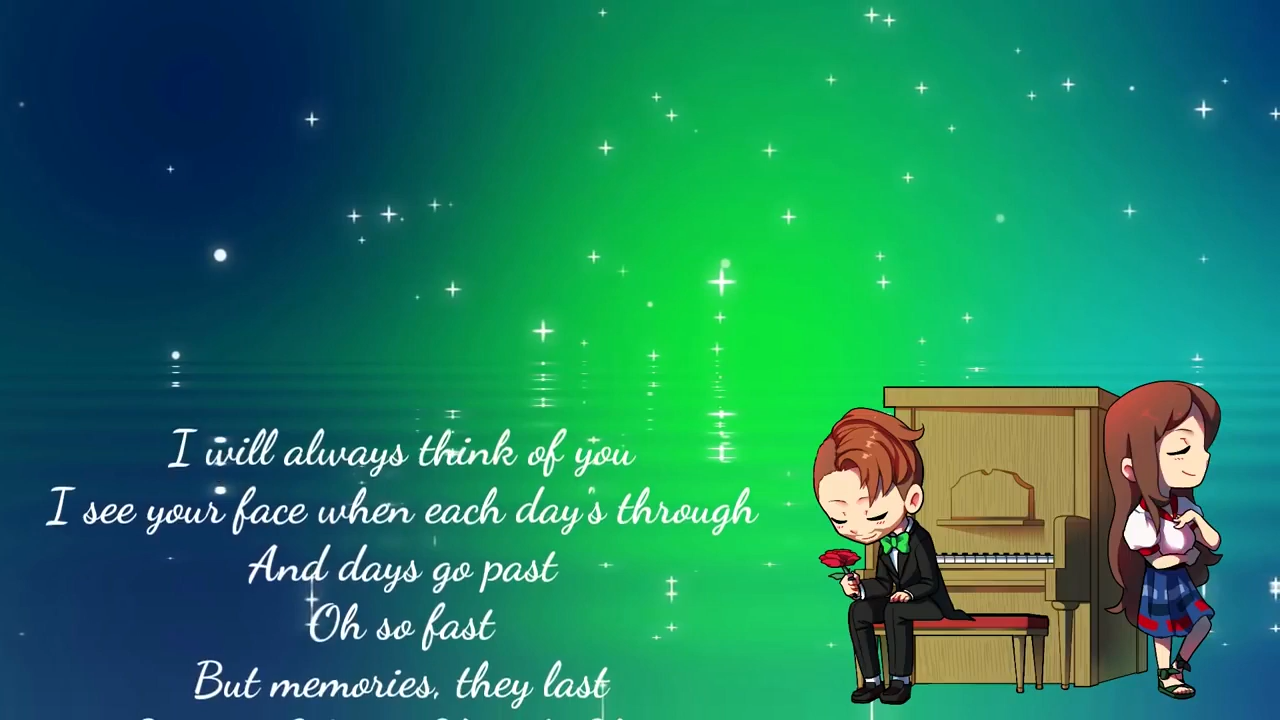 I will always think of you
I see your face when each day's through
And days go past
Oh so fast
But memories, they last